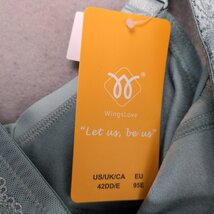 WingsLove
"Let us, be us"
US/UK/CA EU
42DD/E 95E